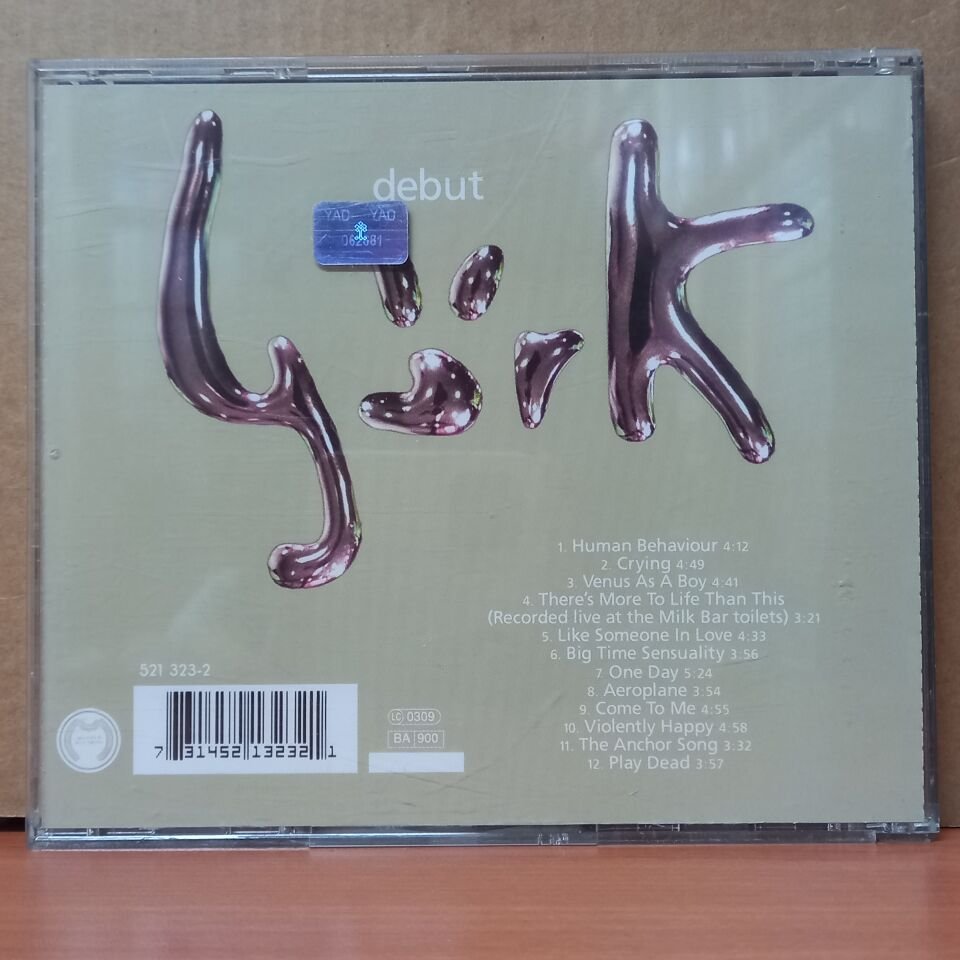 debut
YAD YAD
björk
1. Human Behaviour 4:12
2. Crying 4:49
3. Venus As A Boy 4:41
4. There's More To Life Than This
(Recorded live at the Milk Bar toilets) 3:21
5. Like Someone In Love 4:33
6. Big Time Sensuality 3:56
7. One Day 5:24
8. Aeroplane 3:54
9. Come To Me 4:55
10. Violently Happy 4:58
11. The Anchor Song 3:32
12. Play Dead 3:57
521 323-2
7 31452 13232 1
LC 0309
BA 900